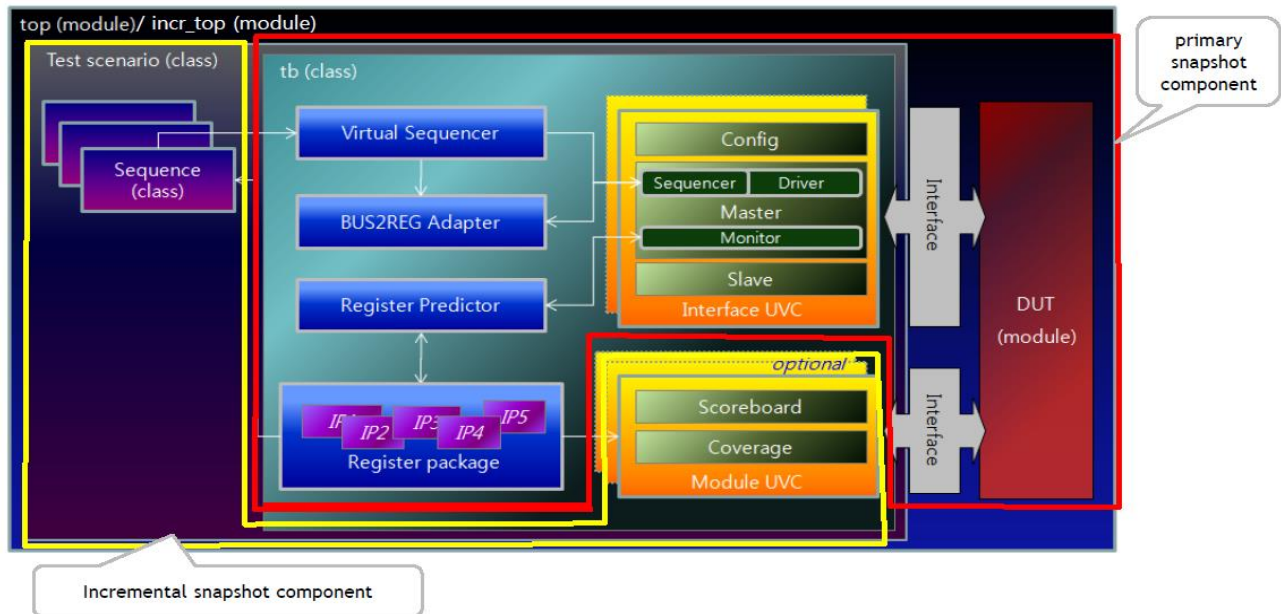 top (module)/ incr_top (module)
primary
snapshot
component
Test scenario (class)
tb (class)
Sequence
(class)
Virtual Sequencer
BUS2REG Adapter
Register Predictor
IP2
IP3
IP4
IP5
Register package
Config
Sequencer
Driver
Master
Monitor
Slave
Interface UVC
optional
Scoreboard
Coverage
Module UVC
Interface
Interface
DUT
(module)
Incremental snapshot component